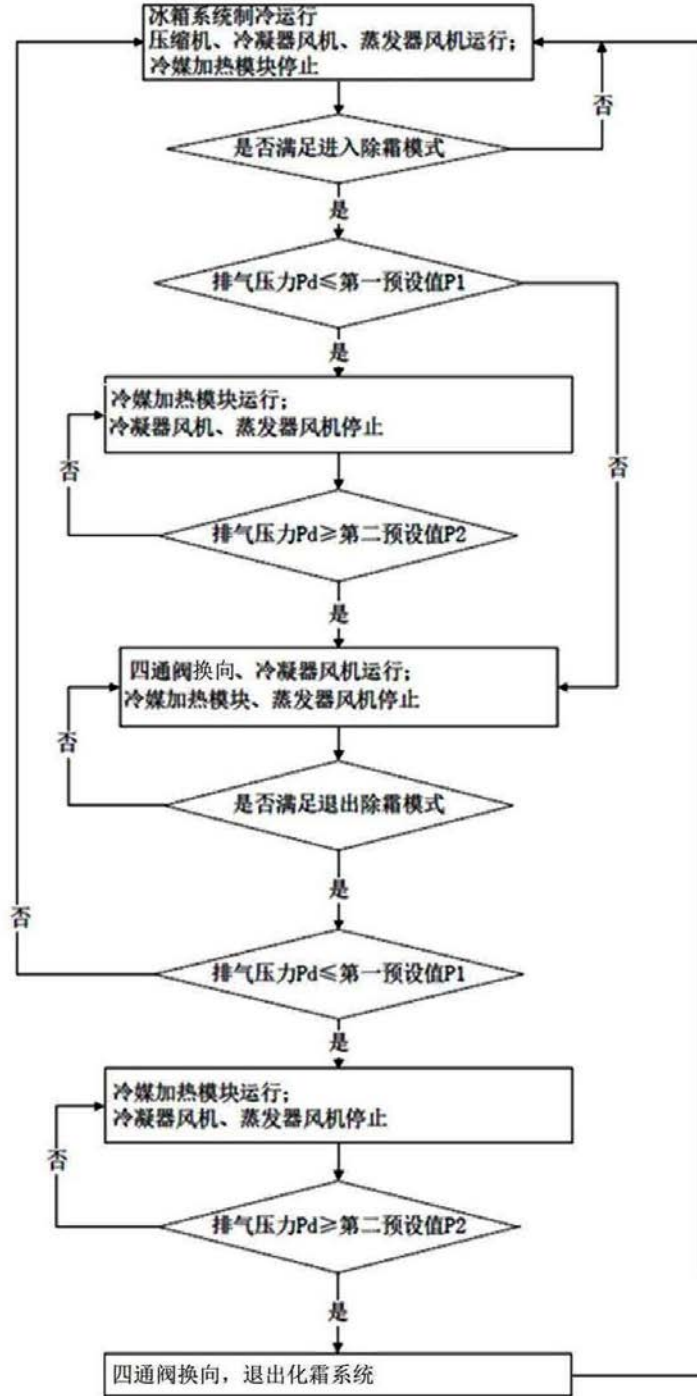 冰箱系统制冷运行
压缩机、冷凝器风机、蒸发器风机运行；
冷媒加热模块停止
否
是否满足进入除霜模式
是
排气压力Pd≤第一预设值P1
是
冷媒加热模块运行；
冷凝器风机、蒸发器风机停止
否
否
排气压力Pd≥第二预设值P2
是
四通阀换向、冷凝器风机运行；
冷媒加热模块、蒸发器风机停止
否
是否满足退出除霜模式
是
否
排气压力Pd≤第一预设值P1
是
冷媒加热模块运行；
冷凝器风机、蒸发器风机停止
否
排气压力Pd≥第二预设值P2
是
四通阀换向，退出化霜系统